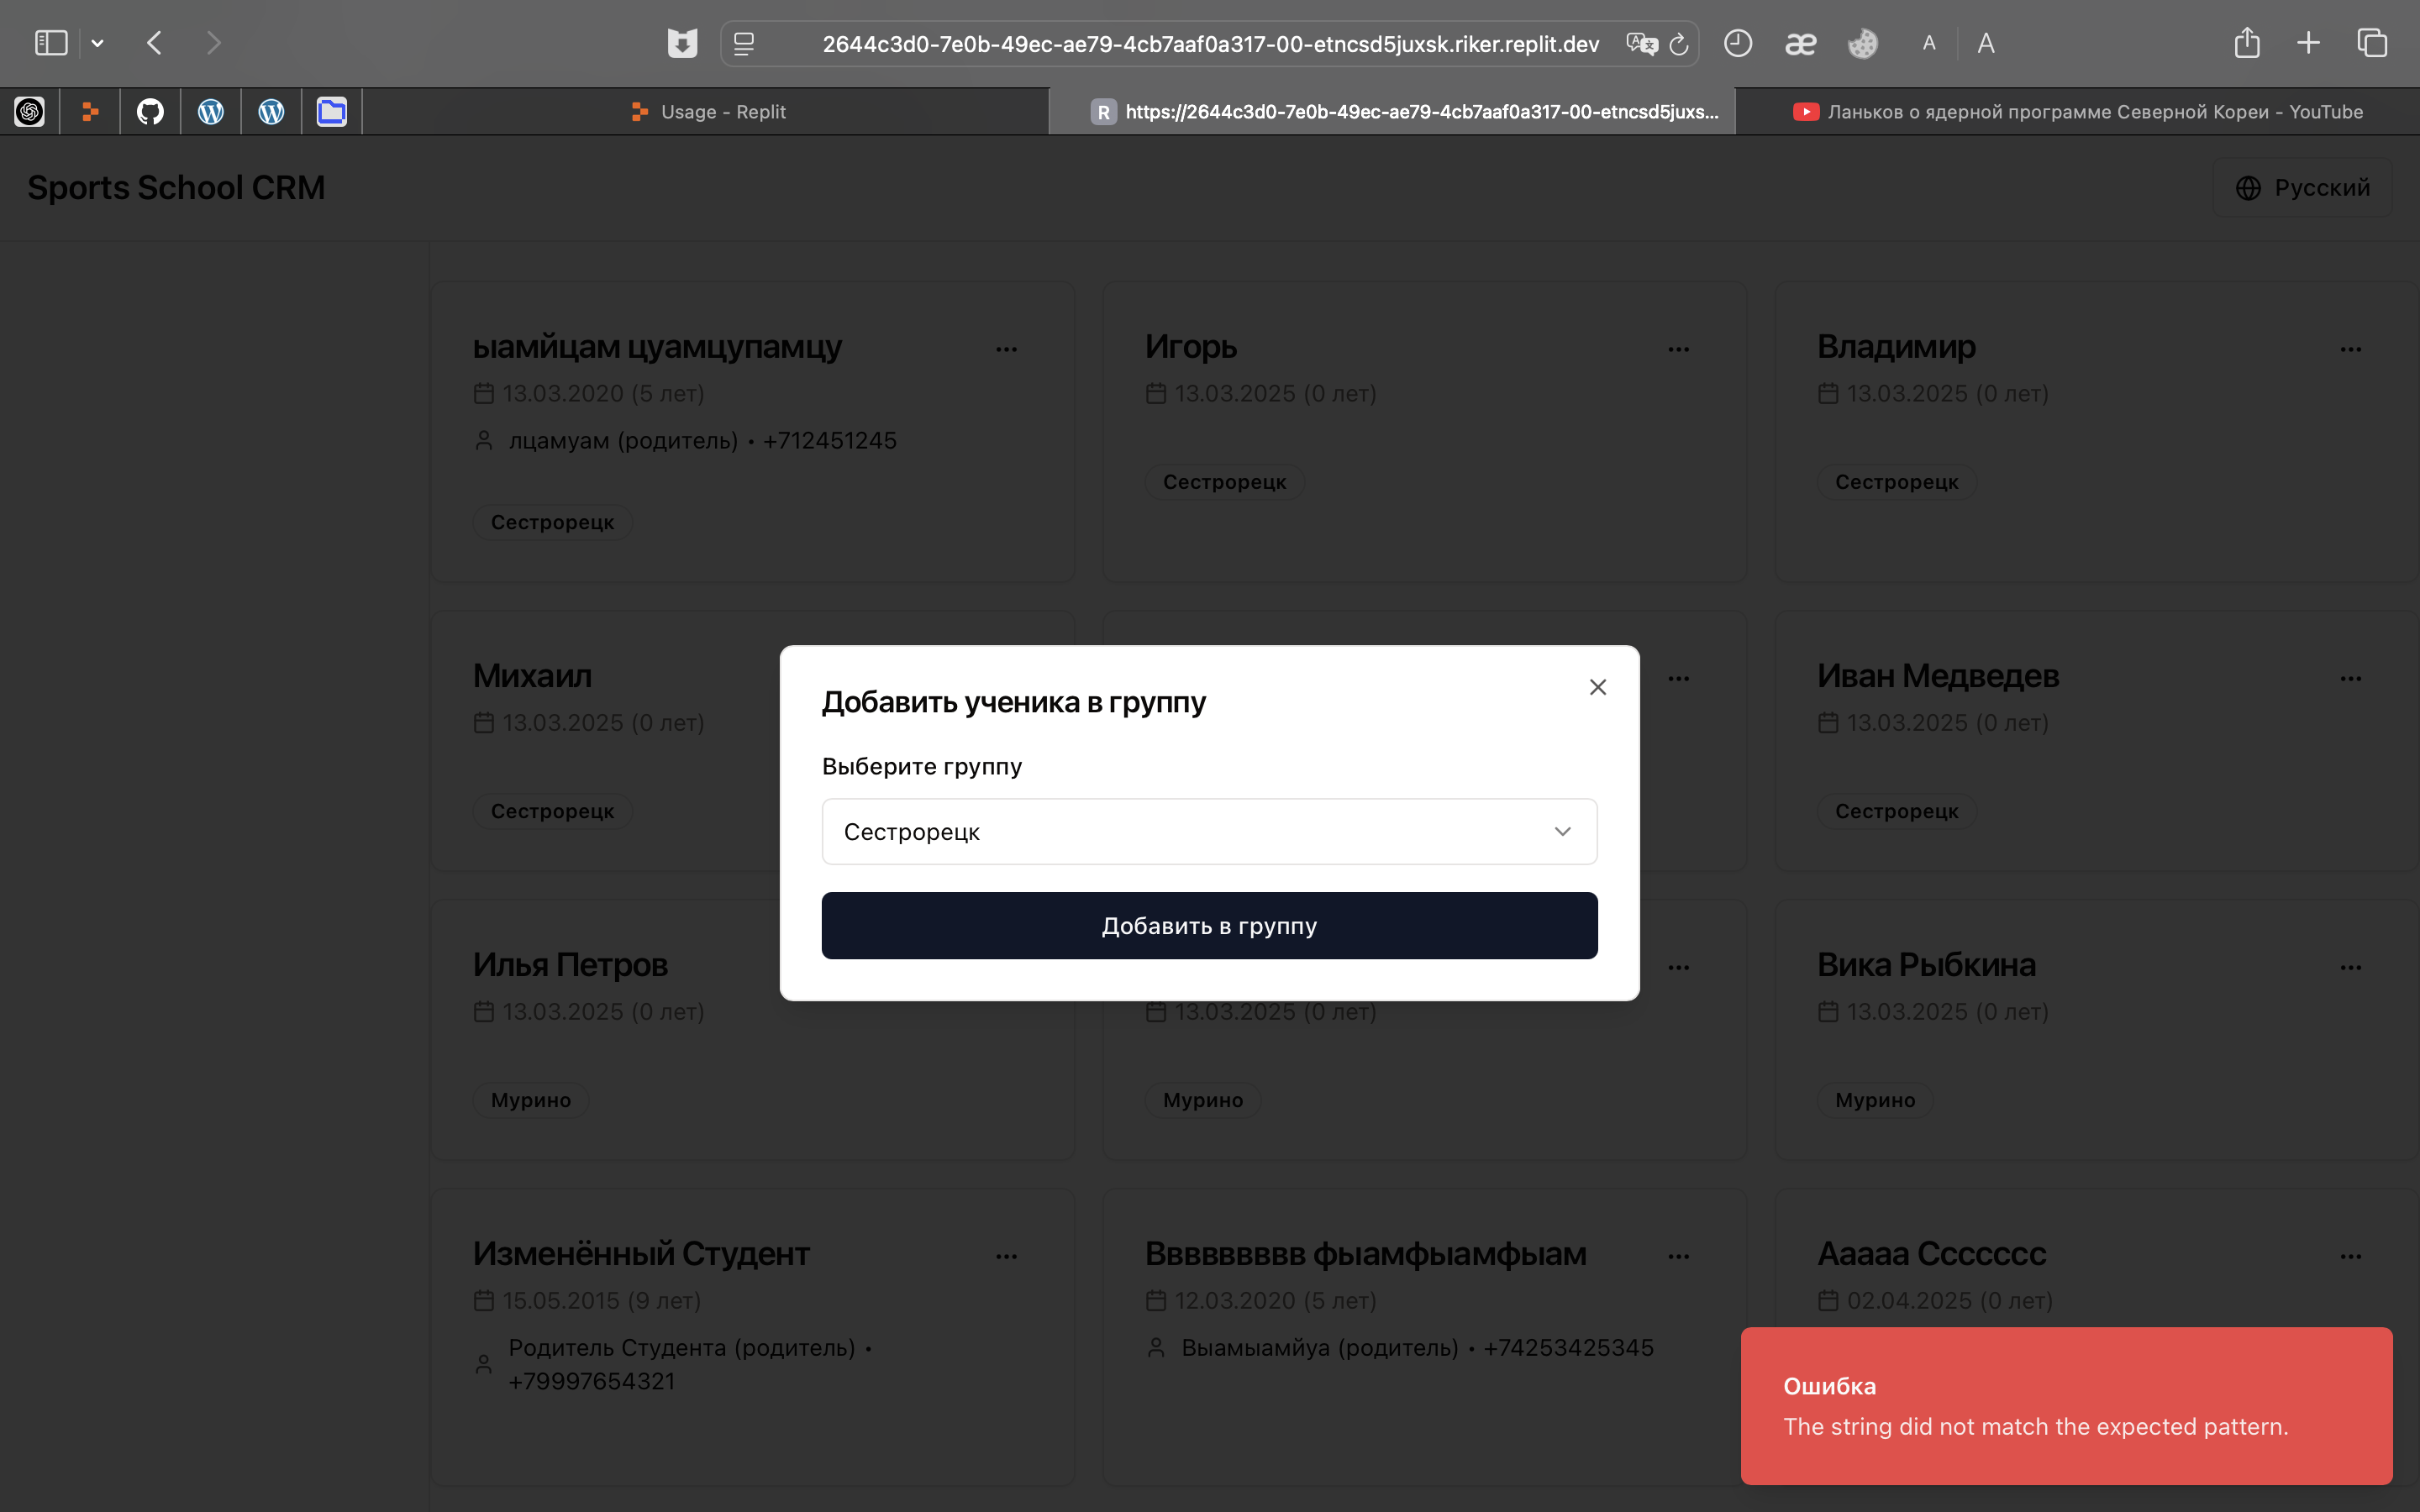 2644c3d0-7e0b-49ec-ae79-4cb7aaf0a317-00-etncsd5juxsk.riker.replit.dev
æ
A
A
Usage - Replit
R https://2644c3d0-7e0b-49ec-ae79-4cb7aaf0a317-00-etncsd5juxs...
Ланьков о ядерной программе Северной Кореи - YouTube
Sports School CRM
Русский
ыамйцам цуамцупамцу
13.03.2020 (5 лет)
лцамуам (родитель) • +712451245
Сестрорецк
Игорь
13.03.2025 (0 лет)
Сестрорецк
Владимир
13.03.2025 (0 лет)
Сестрорецк
Михаил
13.03.2025 (0 лет)
Сестрорецк
Иван Медведев
13.03.2025 (0 лет)
Сестрорецк
Добавить ученика в группу
Выберите группу
Сестрорецк
Добавить в группу
Илья Петров
13.03.2025 (0 лет)
Мурино
13.03.2025 (0 лет)
Мурино
Вика Рыбкина
13.03.2025 (0 лет)
Мурино
Изменённый Студент
15.05.2015 (9 лет)
Родитель Студента (родитель) •
+79997654321
Вввввввв фыамфыамфыам
12.03.2020 (5 лет)
Выамыамйуа (родитель) • +74253425345
Ааааа Сссссс
02.04.2025 (0 лет)
Ошибка
The string did not match the expected pattern.